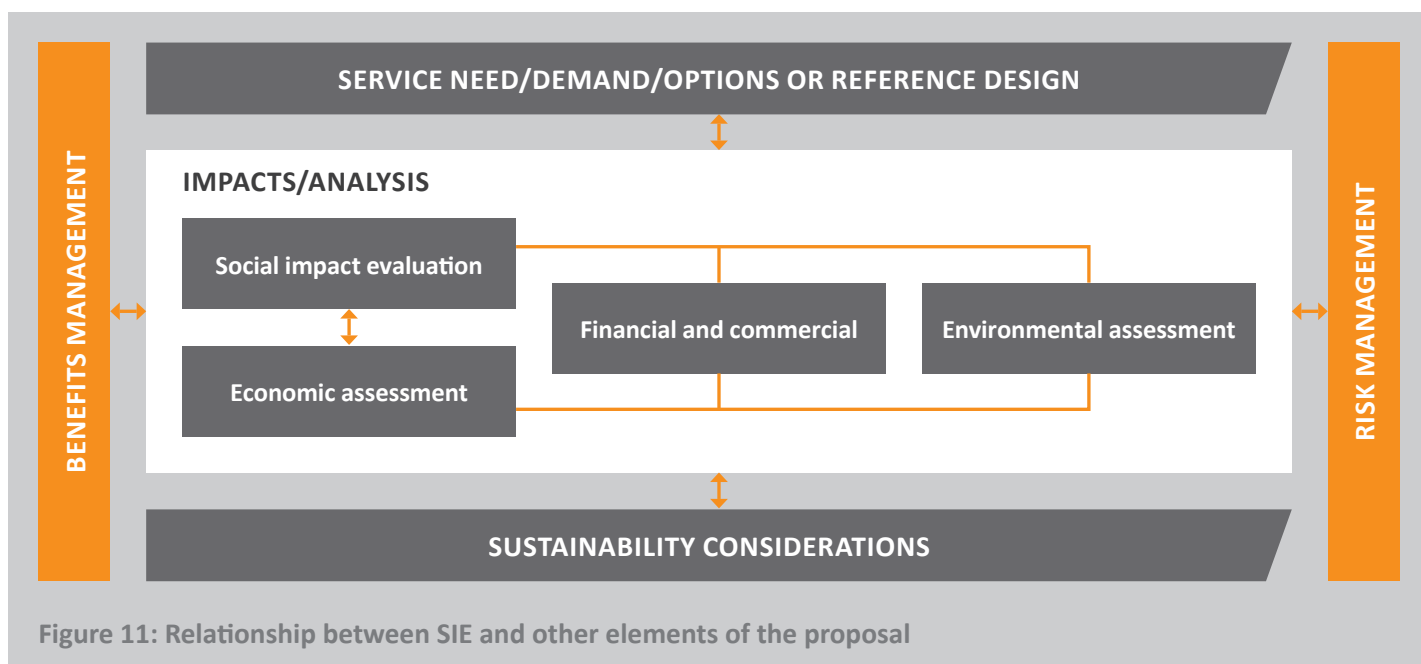 SERVICE NEED/DEMAND/OPTIONS OR REFERENCE DESIGN
BENEFITS MANAGEMENT
IMPACTS/ANALYSIS
Social impact evaluation
Economic assessment
Financial and commercial
Environmental assessment
RISK MANAGEMENT
SUSTAINABILITY CONSIDERATIONS
Figure 11: Relationship between SIE and other elements of the proposal